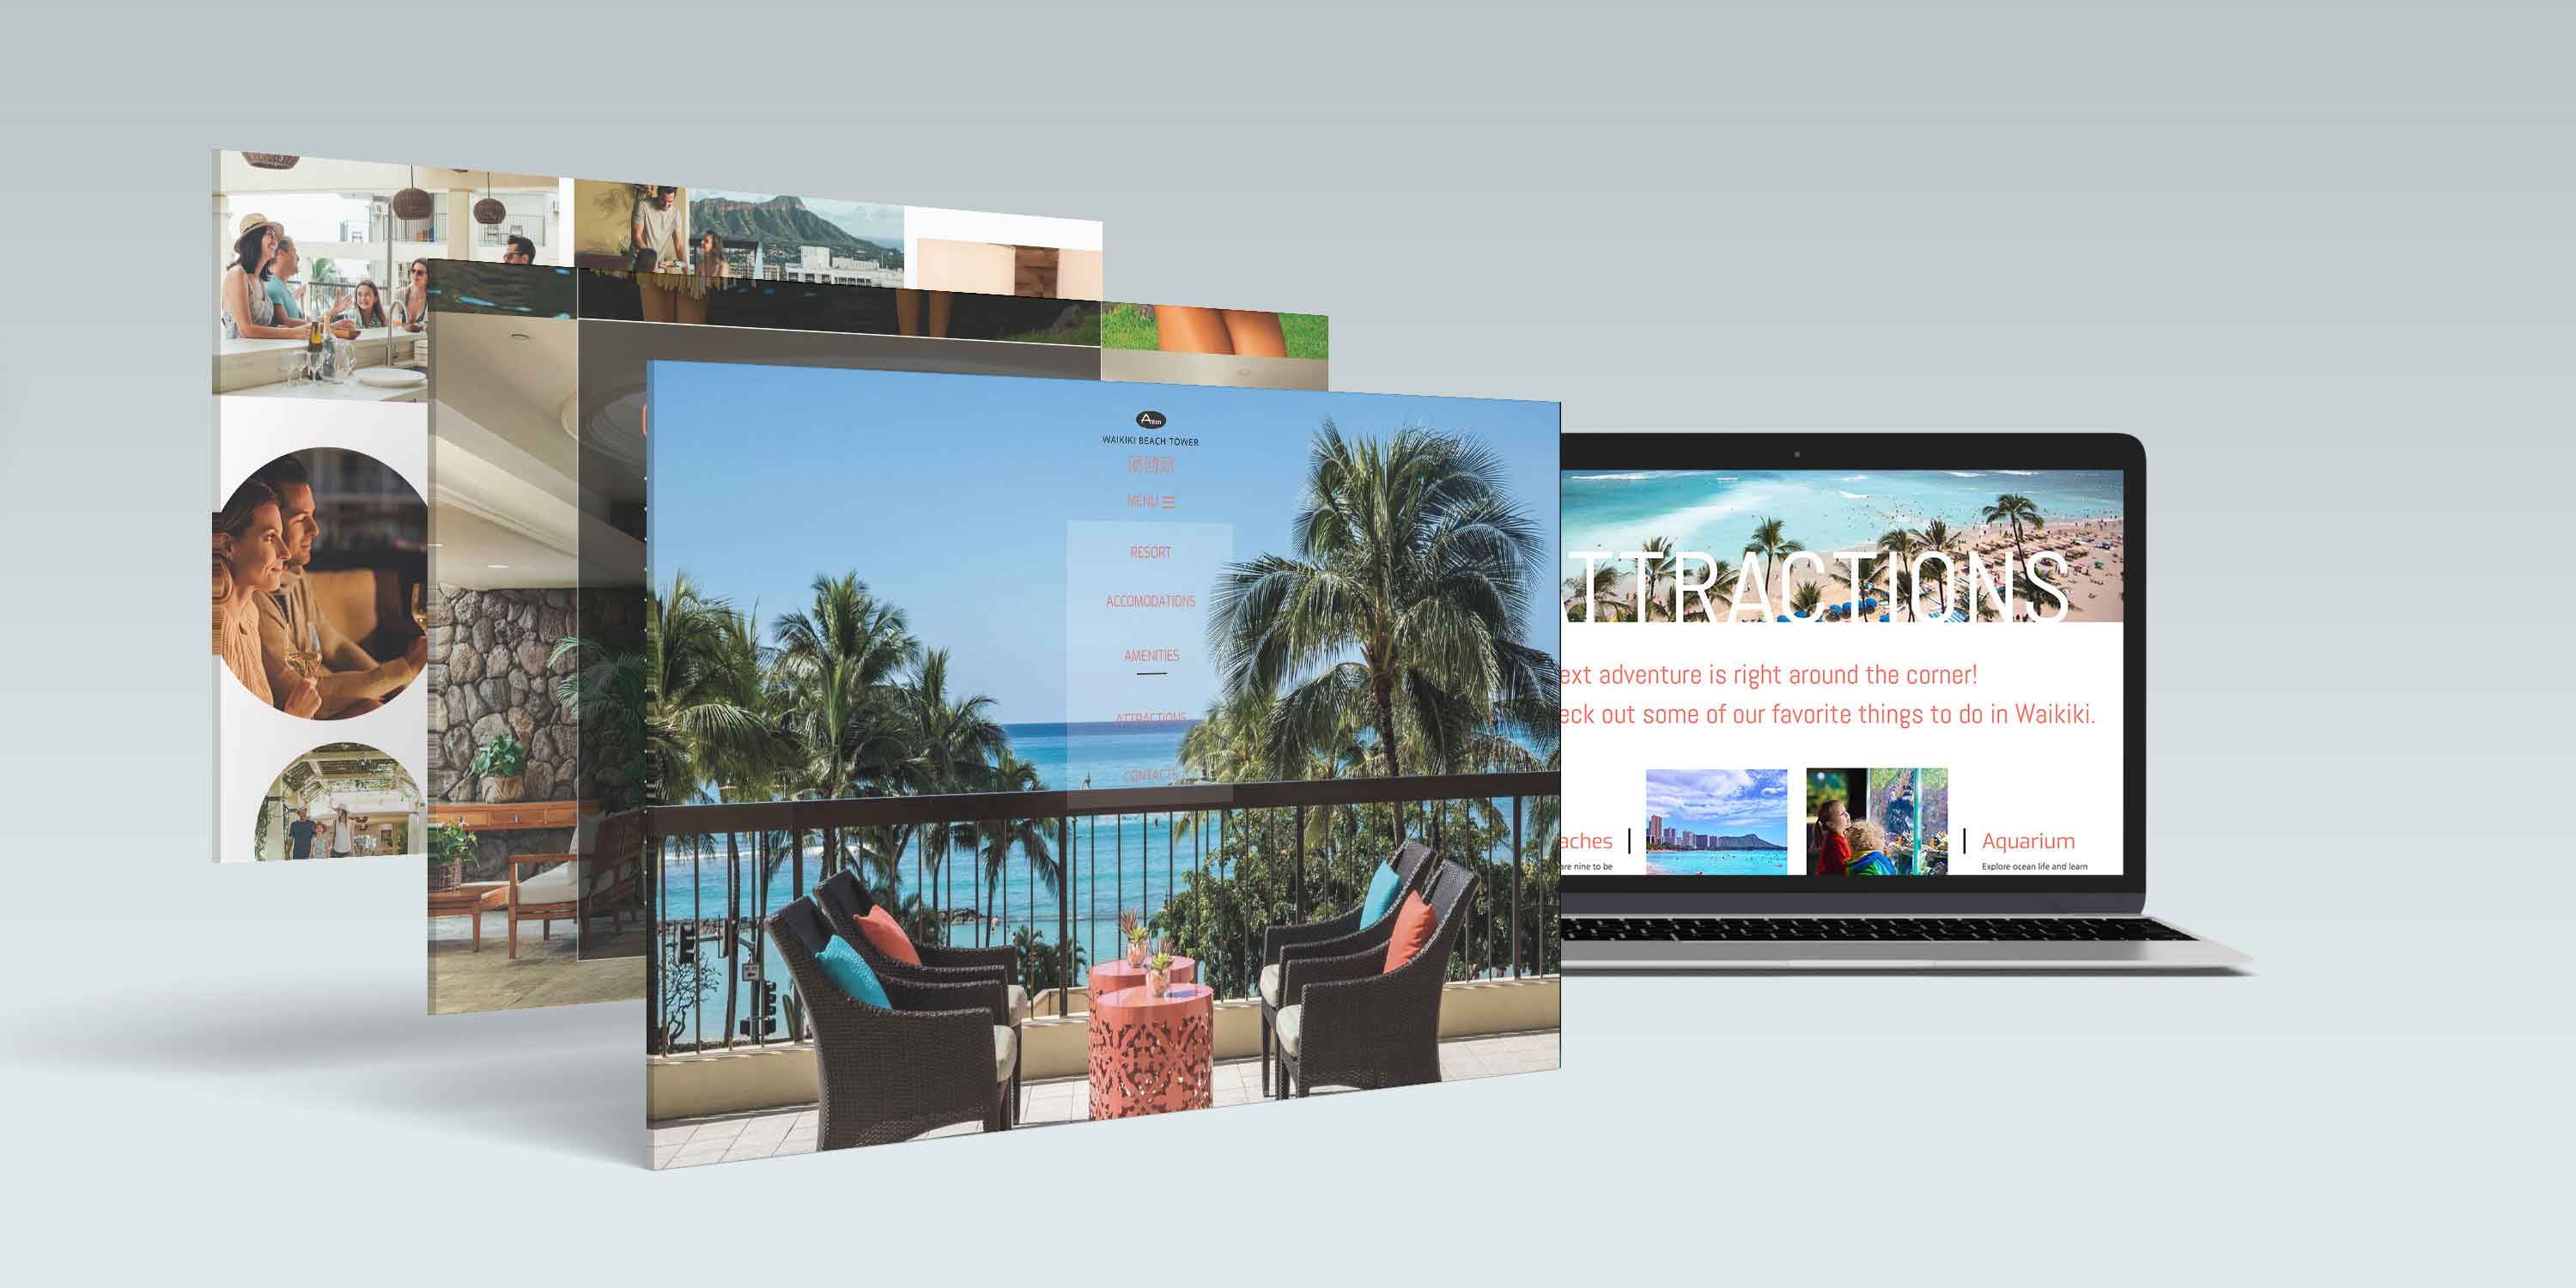 WAIKIKI BEACH TOWER
MENU
RESORT
ACCOMODATIONS
AMENITIES
ATTRACTIONS
CONTACTS
ATTRACTIONS
ext adventure is right around the corner!
eck out some of our favorite things to do in Waikiki.
aches
are nine to be
Aquarium
Explore ocean life and learn